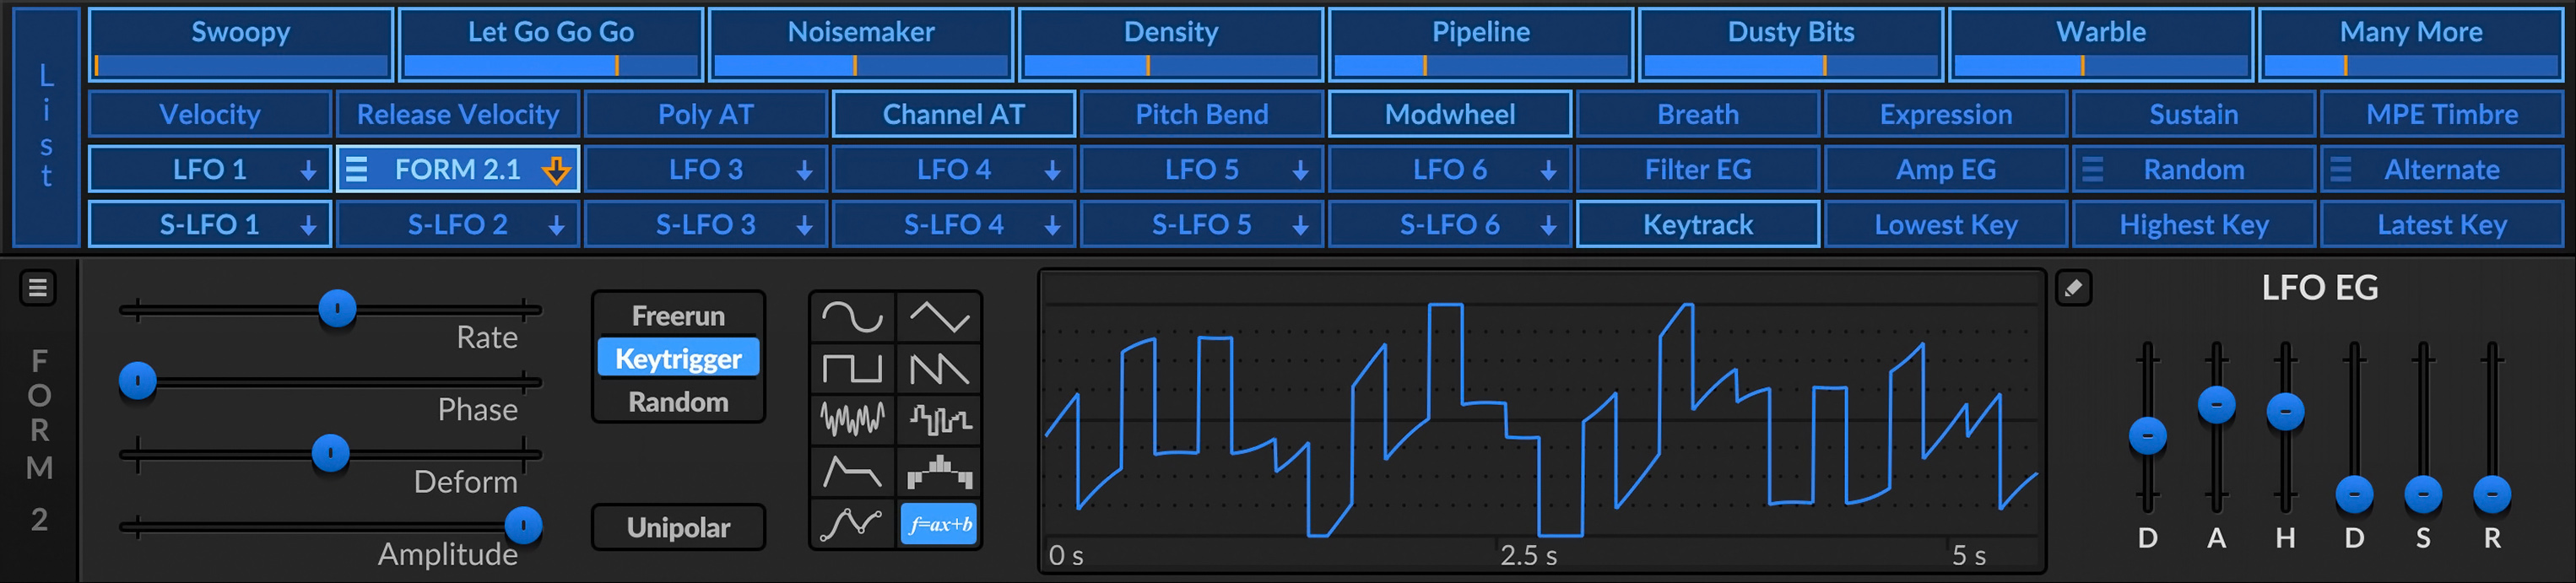 List
Swoopy Let Go Go Go Noisemaker Density Pipeline Dusty Bits Warble Many More
Velocity Release Velocity Poly AT Channel AT Pitch Bend Modwheel Breath Expression Sustain MPE Timbre
LFO 1 FORM 2.1 LFO 3 LFO 4 LFO 5 LFO 6 Filter EG Amp EG Random Alternate
S-LFO 1 S-LFO 2 S-LFO 3 S-LFO 4 S-LFO 5 S-LFO 6 Keytrack Lowest Key Highest Key Latest Key
FORM 2
Rate
Phase
Deform
Amplitude
Freerun
Keytrigger
Random
Unipolar
f=ax+b
0 s 2.5 s 5 s
LFO EG
D A H D S R